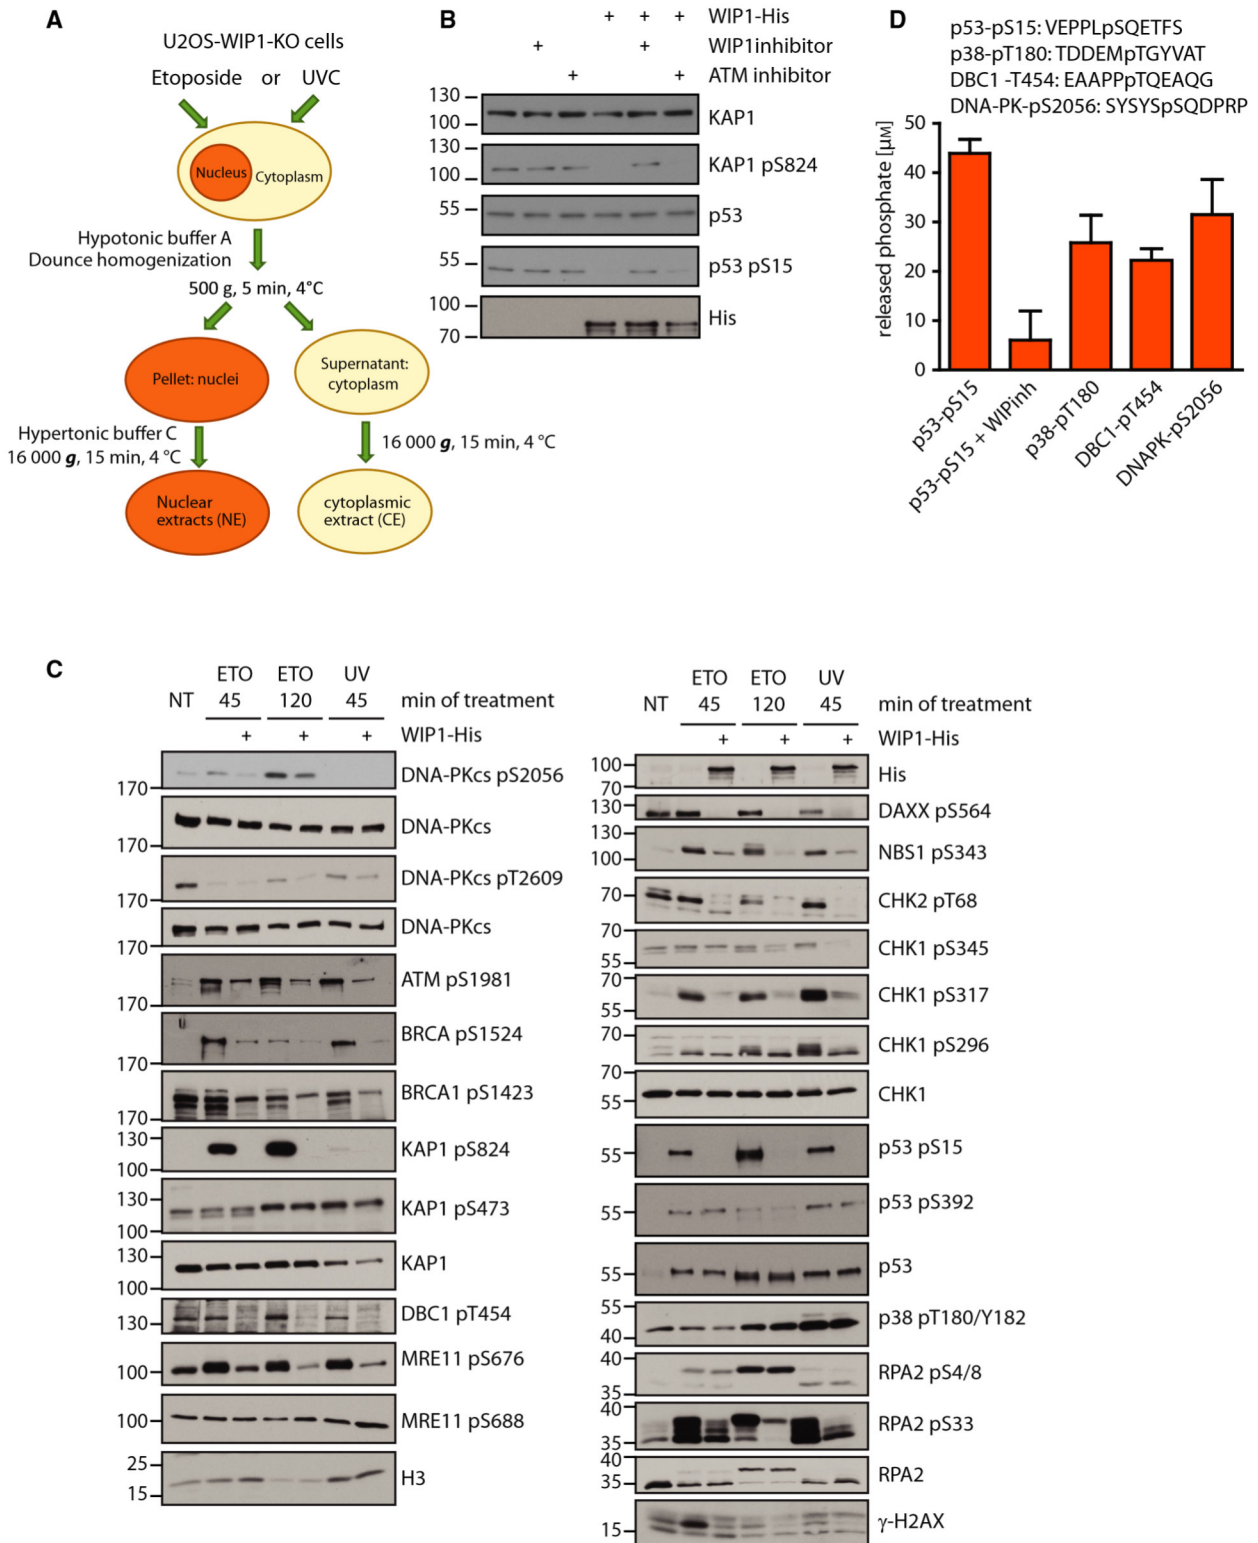 A
U2OS-WIP1-KO cells
Etoposide or UVC
Nucleus
Cytoplasm
Hypotonic buffer A
Dounce homogenization
500 g, 5 min, 4°C
Pellet: nuclei
Supernatant:
cytoplasm
Hypertonic buffer C
16 000 g, 15 min, 4 °C
16 000 g, 15 min, 4 °C
Nuclear
extracts (NE)
cytoplasmic
extract (CE)
B
+ + + WIP1-His
+ + WIP1inhibitor
+ + ATM inhibitor
130
100
KAP1
130
100
KAP1 pS824
55
p53
55
p53 pS15
100
70
His
D
p53-pS15: VEPPLpSQETFS
p38-pT180: TDDEMpTGYVAT
DBC1 -T454: EAAPPpTQEAQG
DNA-PK-pS2056: SYSYSpSQDPRP
released phosphate [µM]
50
40
30
20
10
0
p53-pS15
p53-pS15 + WIPinh
p38-pT180
DBC1-pT454
DNAPK-pS2056
C
ETO ETO UV
NT 45 120 45 min of treatment
+ + + WIP1-His
170
DNA-PKcs pS2056
170
DNA-PKcs
170
DNA-PKcs pT2609
170
DNA-PKcs
170
ATM pS1981
170
BRCA pS1524
170
BRCA1 pS1423
130
100
KAP1 pS824
130
100
KAP1 pS473
130
100
KAP1
130
DBC1 pT454
100
MRE11 pS676
100
MRE11 pS688
25
15
H3
ETO ETO UV
NT 45 120 45 min of treatment
+ + + WIP1-His
100
70
His
130
DAXX pS564
130
100
NBS1 pS343
70
CHK2 pT68
70
55
CHK1 pS345
70
55
CHK1 pS317
70
CHK1 pS296
70
55
CHK1
55
p53 pS15
55
p53 pS392
55
p53
55
40
p38 pT180/Y182
40
35
RPA2 pS4/8
40
35
RPA2 pS33
40
35
RPA2
15
γ-H2AX